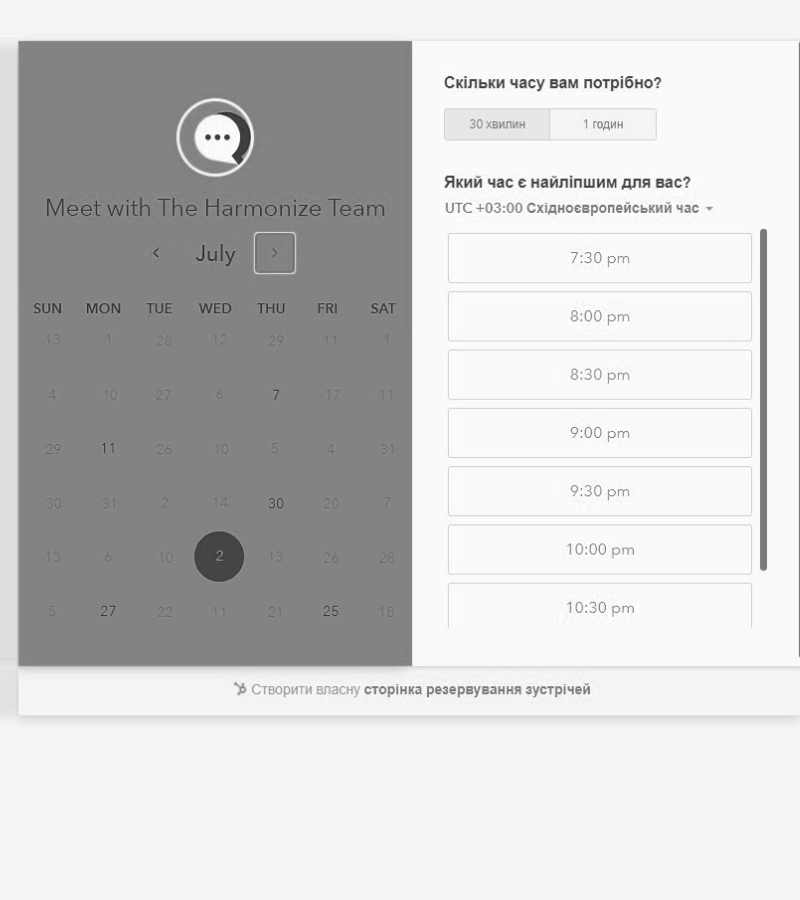 Meet with The Harmonize Team
July
SUN MON TUE WED THU FRI SAT
13 1 28 12 29 11 1
4 10 27 6 7 17 11
29 11 26 10 5 4 31
30 31 2 14 30 20 7
13 6 10 2 13 26 28
5 27 22 11 21 25 18
Скільки часу вам потрібно?
30 хвилин 1 годин
Який час є найліпшим для вас?
UTC +03:00 Східноєвропейський час
7:30 pm
8:00 pm
8:30 pm
9:00 pm
9:30 pm
10:00 pm
10:30 pm
Створити власну сторінка резервування зустрічей